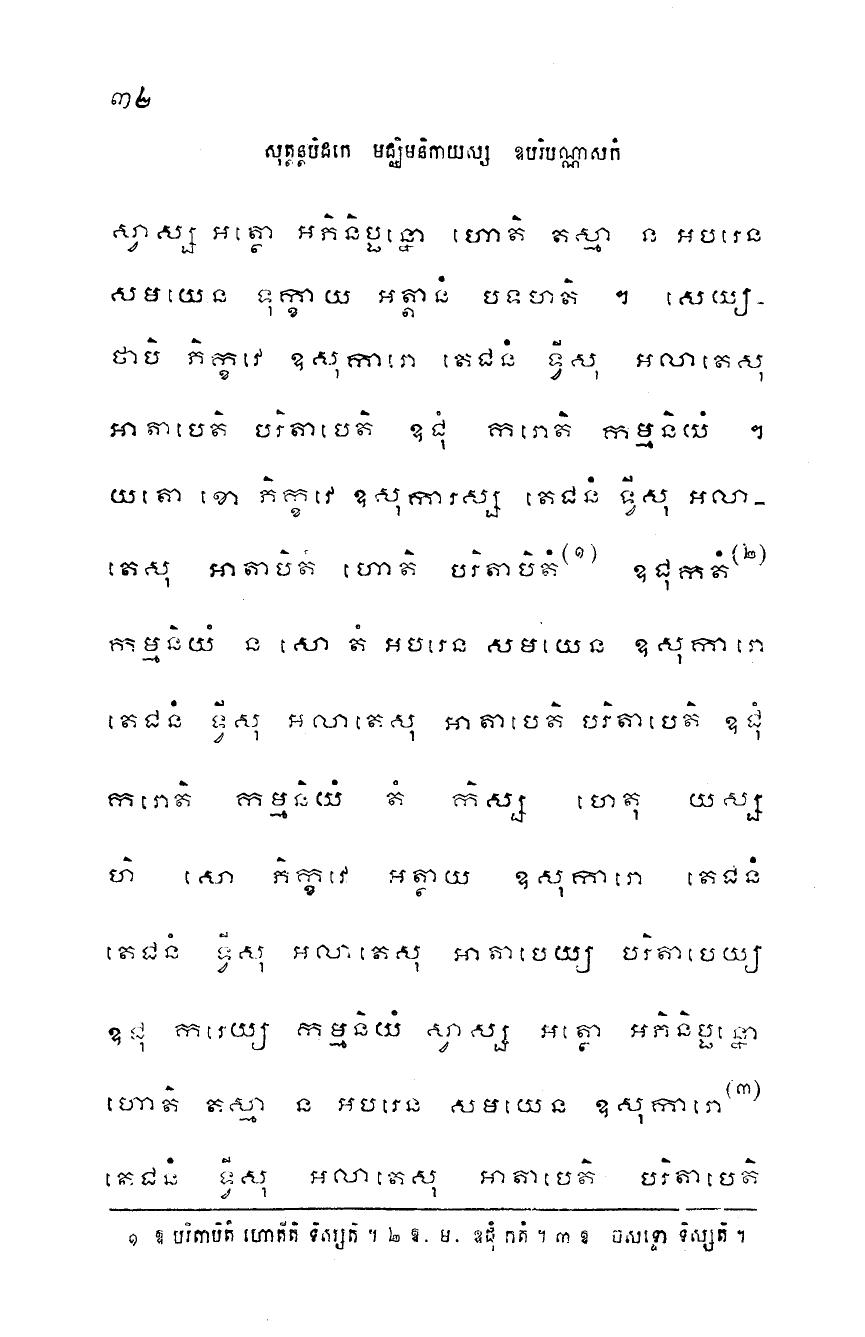 ៣២
សុត្តន្តបិដកេ មជ្ឈិមនិកាយស្ស ឧបរិបណ្ណាសកំ
ស្វាស្ស អត្ថោ អភិនិប្ផន្នោ ហោតិ តស្មា ន អបរេន
សមយេន ទុក្ខាយ អត្តានំ បទហតិ ។ សេយ្យ-
ថាបិ ភិក្ខវេ ឧសុការោ តេជនំ ទ្វីសុ អលាតេសុ
អាតាបេតិ បរិតាបេតិ ឧជុំ ករោតិ កម្មនិយំ ។
យតោ ខោ ភិក្ខវេ ឧសុការស្ស តេជនំ ទ្វីសុ អលា-
តេសុ អាតាបិតំ ហោតិ បរិតាបិតំ(១) ឧជុកតំ(២)
កម្មនិយំ ន សោ តំ អបរេន សមយេន ឧសុការោ
តេជនំ ទ្វីសុ អលាតេសុ អាតាបេតិ បរិតាបេតិ ឧជុំ
ករោតិ កម្មនិយំ តំ កិស្ស ហេតុ យស្ស
ហិ សោ ភិក្ខវេ អត្ថាយ ឧសុការោ តេជនំ
តេជនំ ទ្វីសុ អលាតេសុ អាតាបេយ្យ បរិតាបេយ្យ
ឧជុំ ករេយ្យ កម្មនិយំ ស្វាស្ស អត្ថោ អភិនិប្ផន្នោ
ហោតិ តស្មា ន អបរេន សមយេន ឧសុការោ(៣)
តេជនំ ទ្វីសុ អលាតេសុ អាតាបេតិ បរិតាបេតិ
១ ឱ បរិតាបិតំ ហោតីតិ ទិស្សតិ ។ ២ ឱ. ម. ឧជុំ កតំ ។ ៣ ឱ បិសទ្ទោ ទិស្សតិ ។